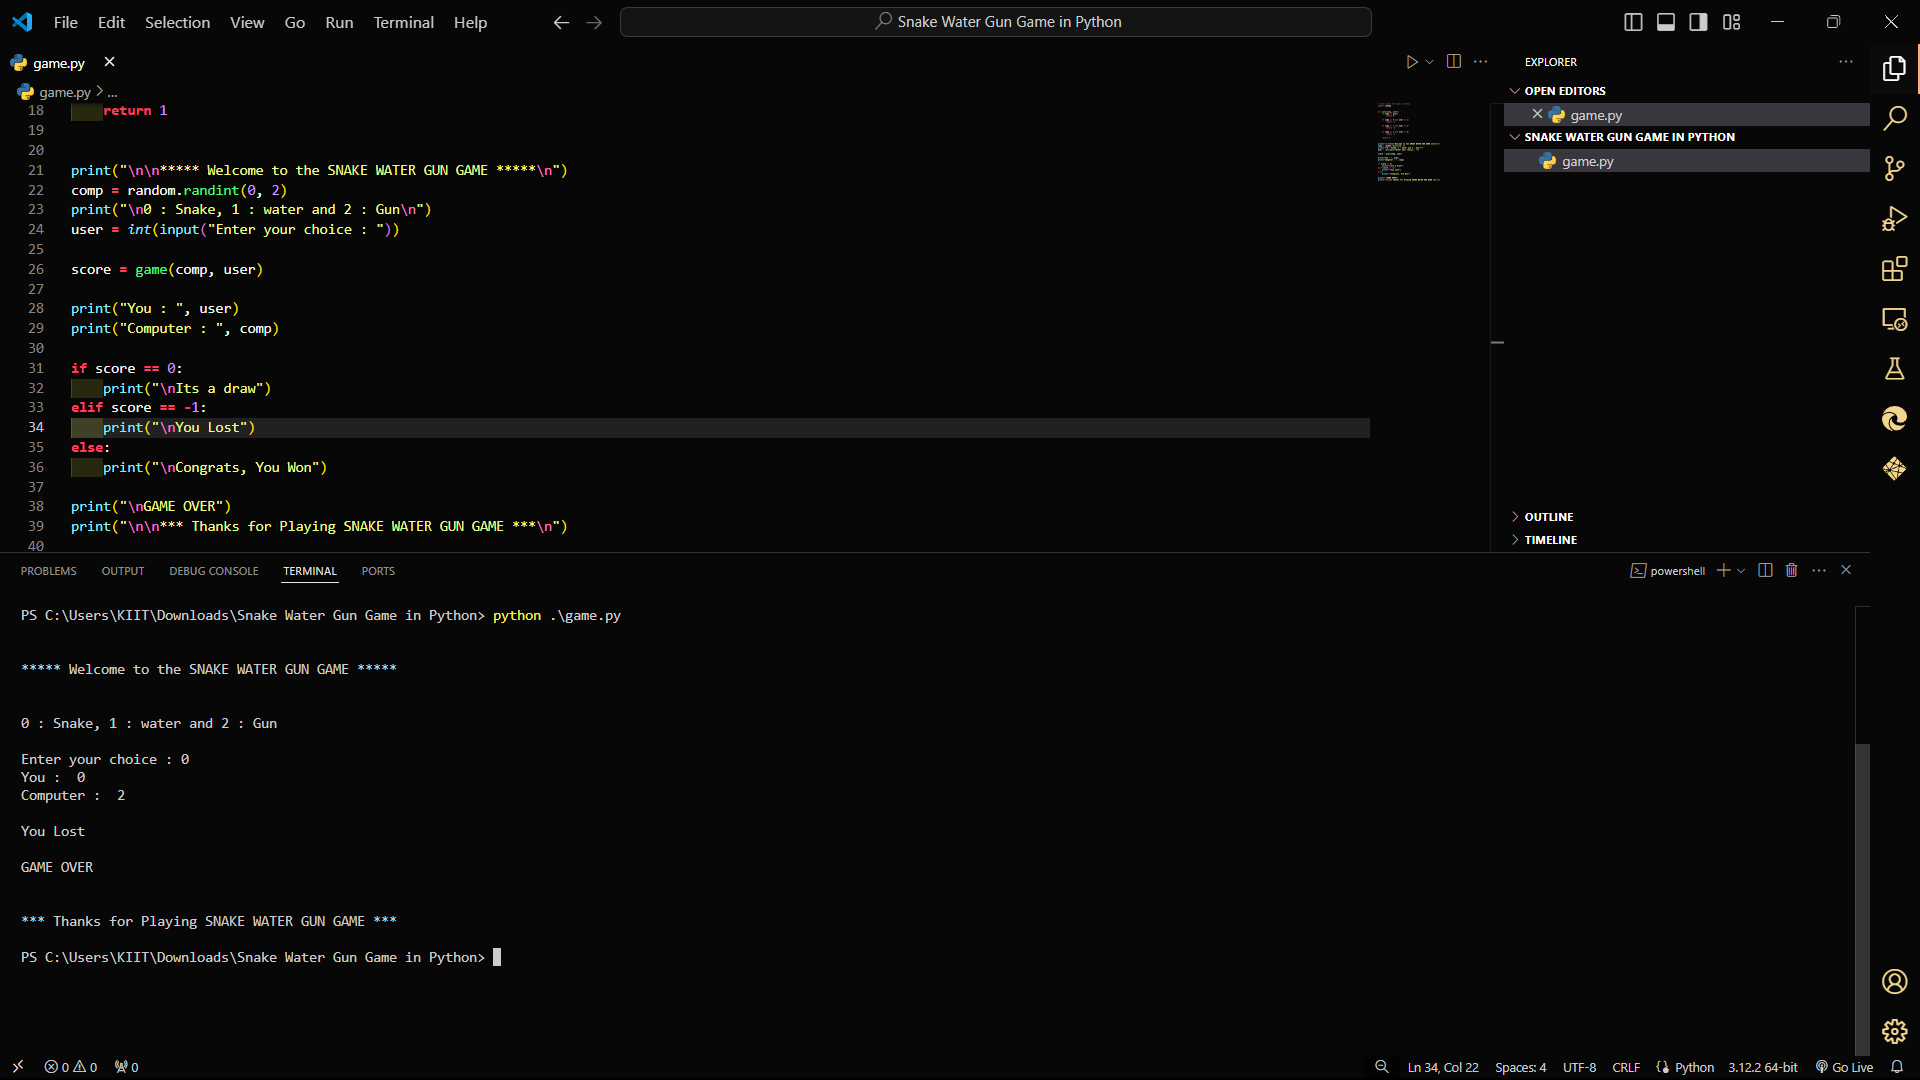 File Edit Selection View Go Run Terminal Help
Snake Water Gun Game in Python
game.py
game.py > ...
18 return 1
19
20
21 print("\n\n***** Welcome to the SNAKE WATER GUN GAME *****\n")
22 comp = random.randint(0, 2)
23 print("\n0 : Snake, 1 : water and 2 : Gun\n")
24 user = int(input("Enter your choice : "))
25
26 score = game(comp, user)
27
28 print("You : ", user)
29 print("Computer : ", comp)
30
31 if score == 0:
32 print("\nIts a draw")
33 elif score == -1:
34 print("\nYou Lost")
35 else:
36 print("\nCongrats, You Won")
37
38 print("\nGAME OVER")
39 print("\n\n*** Thanks for Playing SNAKE WATER GUN GAME ***\n")
40
EXPLORER
OPEN EDITORS
game.py
SNAKE WATER GUN GAME IN PYTHON
game.py
OUTLINE
TIMELINE
PROBLEMS OUTPUT DEBUG CONSOLE TERMINAL PORTS
powershell
PS C:\Users\KIIT\Downloads\Snake Water Gun Game in Python> python .\game.py
***** Welcome to the SNAKE WATER GUN GAME *****
0 : Snake, 1 : water and 2 : Gun
Enter your choice : 0
You :  0
Computer :  2
You Lost
GAME OVER
*** Thanks for Playing SNAKE WATER GUN GAME ***
PS C:\Users\KIIT\Downloads\Snake Water Gun Game in Python>
0 0 0 Ln 34, Col 22 Spaces: 4 UTF-8 CRLF Python 3.12.2 64-bit Go Live